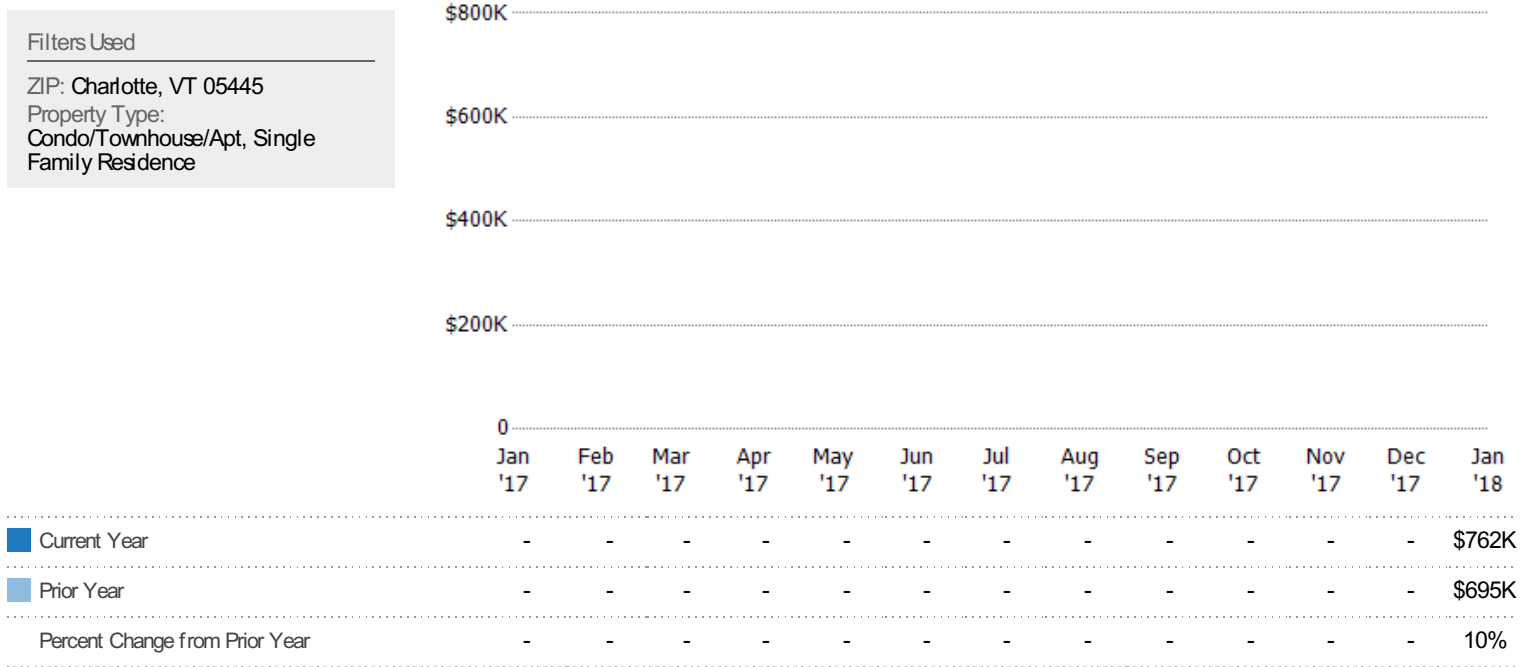 Filters Used
ZIP: Charlotte, VT 05445
Property Type:
Condo/Townhouse/Apt, Single
Family Residence
$800K
$600K
$400K
$200K
0
Jan Feb Mar Apr May Jun Jul Aug Sep Oct Nov Dec Jan
'17 '17 '17 '17 '17 '17 '17 '17 '17 '17 '17 '17 '18
Current Year - - - - - - - - - - - - $762K
Prior Year - - - - - - - - - - - - $695K
Percent Change from Prior Year - - - - - - - - - - - - 10%